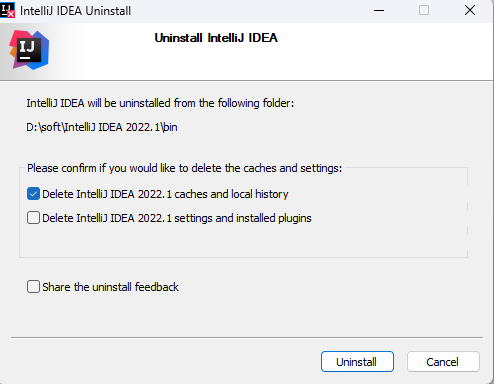 IntelliJ IDEA Uninstall
IJ
Uninstall IntelliJ IDEA
IntelliJ IDEA will be uninstalled from the following folder:
D:\soft\IntelliJ IDEA 2022.1\bin
Please confirm if you would like to delete the caches and settings:
Delete IntelliJ IDEA 2022.1 caches and local history
Delete IntelliJ IDEA 2022.1 settings and installed plugins
Share the uninstall feedback
Uninstall
Cancel